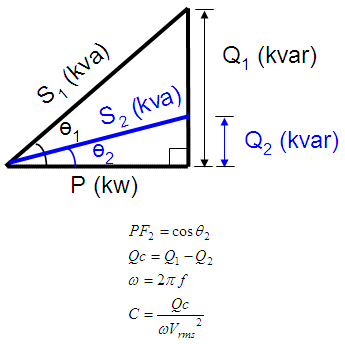 S₁ (kva)
Q₁ (kvar)
S₂ (kva)
θ₁
θ₂
Q₂ (kvar)
P (kw)
PF₂ = cos θ₂
Qc = Q₁ − Q₂
ω = 2π f
C = Qc / ωVᵣₘₛ²